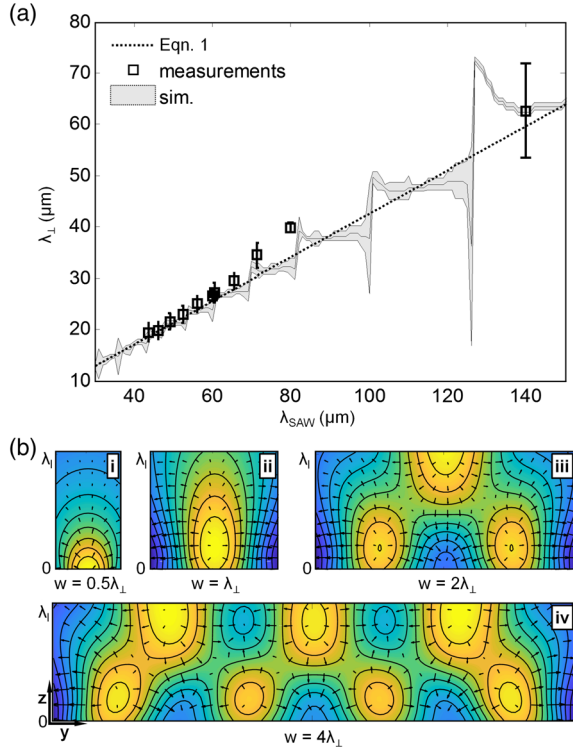 (a)
80
70
60
50
40
30
20
10
λ⊥ (μm)
Eqn. 1
measurements
sim.
40 60 80 100 120 140
λSAW (μm)
(b)
λl i
0
w = 0.5λ⊥
λl ii
0
w = λ⊥
λl iii
0
w = 2λ⊥
λl iv
z
0
y
w = 4λ⊥